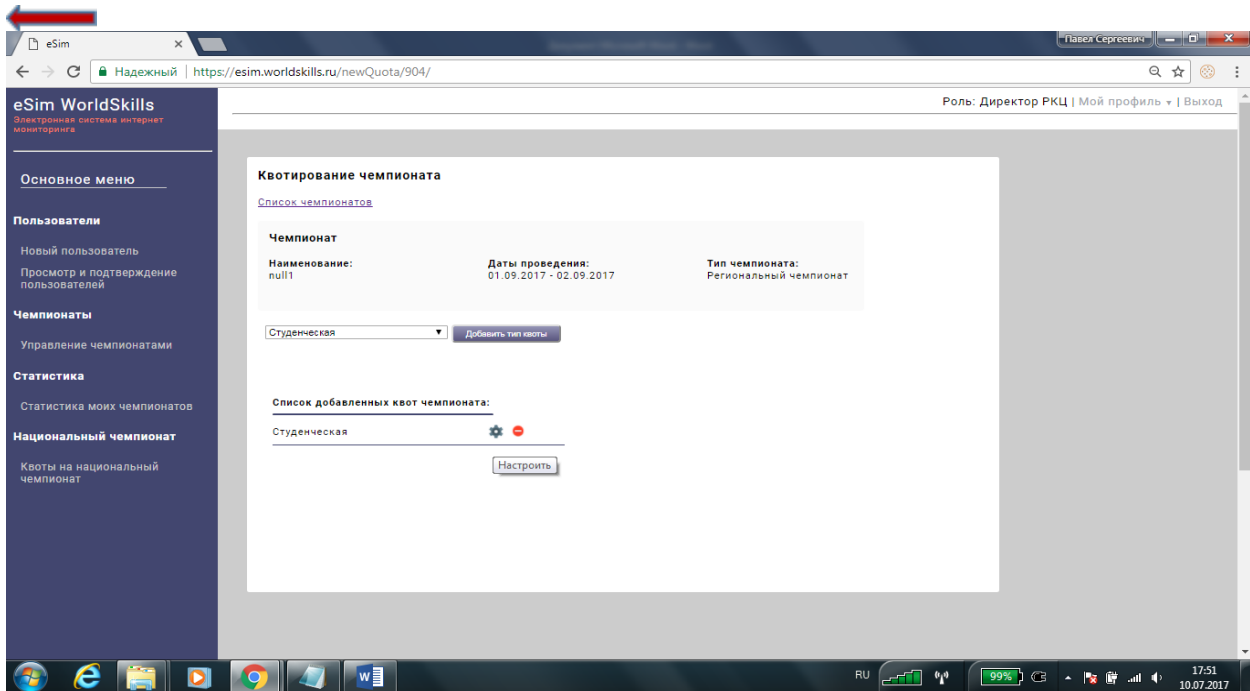 eSim
Павел Сергеевич
Надежный | https://esim.worldskills.ru/newQuota/904/
eSim WorldSkills
Электронная система интернет
мониторинга
Роль: Директор РКЦ | Мой профиль ▾ | Выход
Основное меню
Пользователи
Новый пользователь
Просмотр и подтверждение
пользователей
Чемпионаты
Управление чемпионатами
Статистика
Статистика моих чемпионатов
Национальный чемпионат
Квоты на национальный
чемпионат
Квотирование чемпионата
Список чемпионатов
Чемпионат
Наименование: Даты проведения: Тип чемпионата:
null1 01.09.2017 - 02.09.2017 Региональный чемпионат
Студенческая Добавить тип квоты
Список добавленных квот чемпионата:
Студенческая
Настроить
RU 99% 17:51
10.07.2017